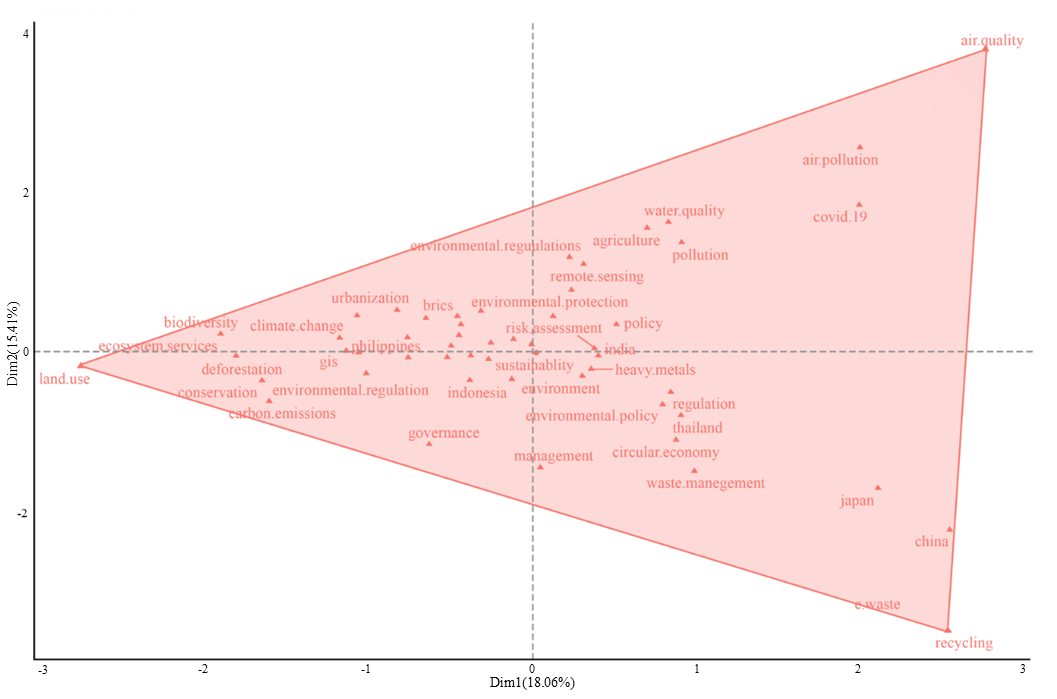 4
air.quality
air.pollution
2
water.quality
covid.19
agriculture
environmental.reguulations
pollution
remote.sensing
urbanization
brics
environmental.protection
biodiversity
climate.change
risk.assessment
policy
Dim2(15.41%)
ecosystem.services
philippines
india
0
gis
sustainablity
deforestation
heavy.metals
land.use
conservation
environmental.regulation
indonesia
environment
carbon.emissions
environmental.policy
regulation
governance
thailand
management
circular.economy
waste.manegement
japan
-2
china
e.waste
recycling
-3
-2
-1
0
1
2
3
Dim1(18.06%)